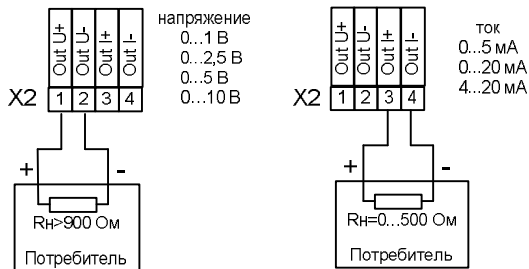 Out U+
Out U-
Out I+
Out I-
X2
1
2
3
4
напряжение
0...1 В
0...2,5 В
0...5 В
0...10 В
+
-
Rн>900 Ом
Потребитель
Out U+
Out U-
Out I+
Out I-
X2
1
2
3
4
ток
0...5 мА
0...20 мА
4...20 мА
+
-
Rн=0...500 Ом
Потребитель